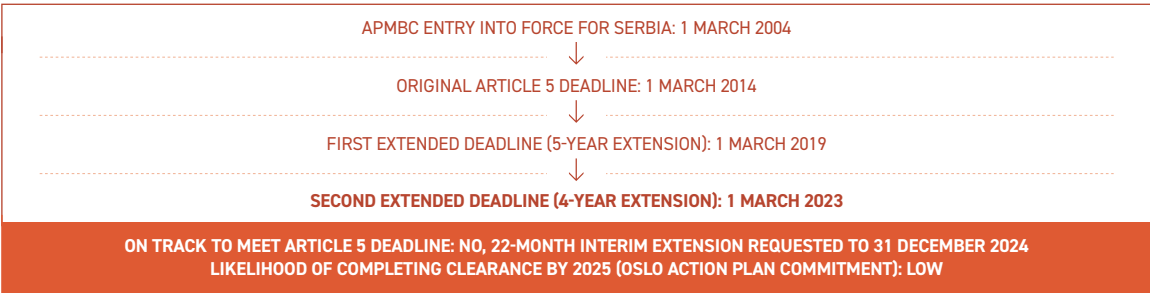 APMBC ENTRY INTO FORCE FOR SERBIA: 1 MARCH 2004
ORIGINAL ARTICLE 5 DEADLINE: 1 MARCH 2014
FIRST EXTENDED DEADLINE (5-YEAR EXTENSION): 1 MARCH 2019
SECOND EXTENDED DEADLINE (4-YEAR EXTENSION): 1 MARCH 2023
ON TRACK TO MEET ARTICLE 5 DEADLINE: NO, 22-MONTH INTERIM EXTENSION REQUESTED TO 31 DECEMBER 2024
LIKELIHOOD OF COMPLETING CLEARANCE BY 2025 (OSLO ACTION PLAN COMMITMENT): LOW